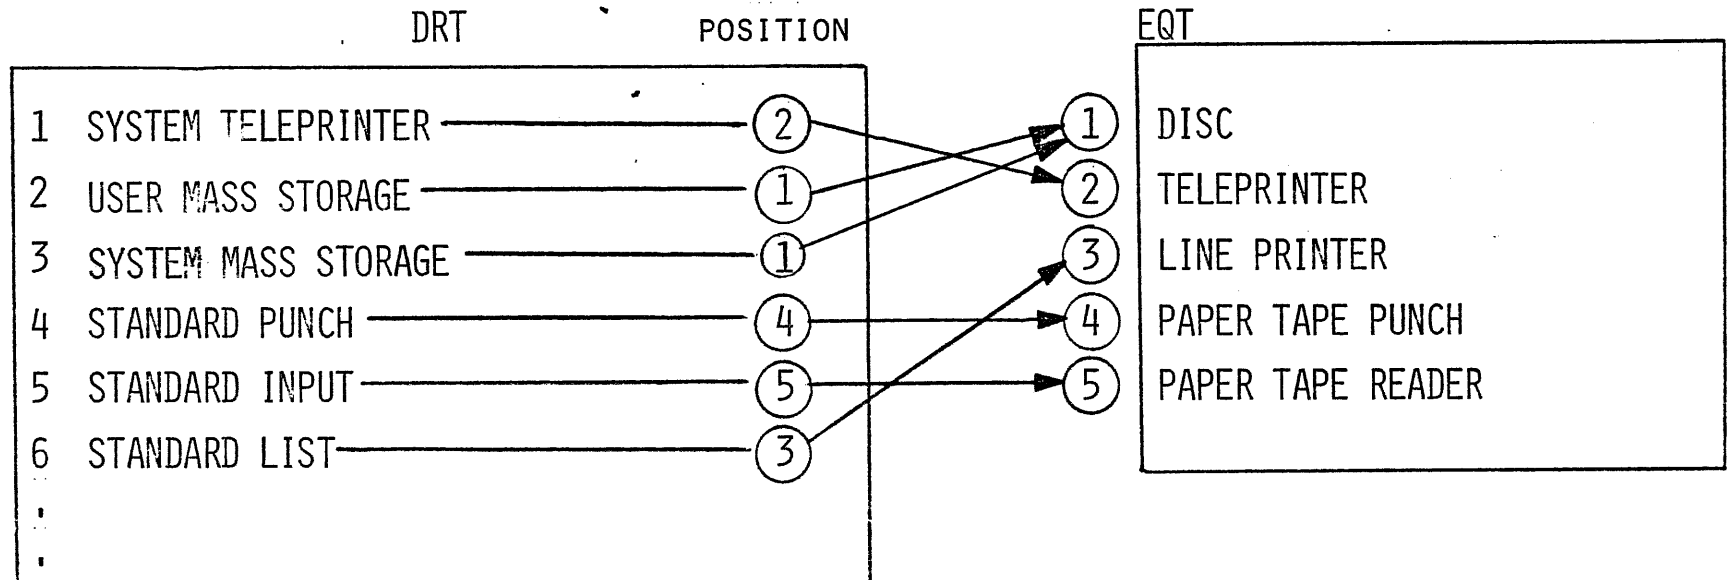 DRT POSITION EQT
1 SYSTEM TELEPRINTER 2 1 DISC
2 USER MASS STORAGE 1 2 TELEPRINTER
3 SYSTEM MASS STORAGE 1 3 LINE PRINTER
4 STANDARD PUNCH 4 4 PAPER TAPE PUNCH
5 STANDARD INPUT 5 5 PAPER TAPE READER
6 STANDARD LIST 3
.
.